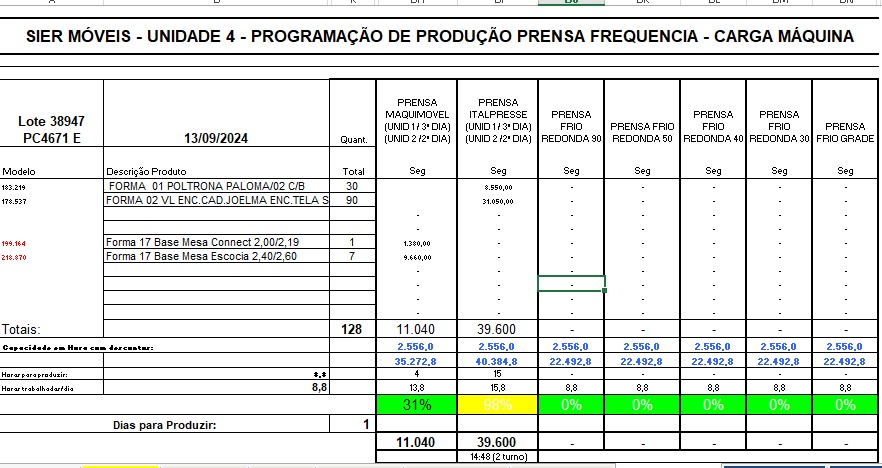 SIER MÓVEIS - UNIDADE 4 - PROGRAMAÇÃO DE PRODUÇÃO PRENSA FREQUENCIA - CARGA MÁQUINA
Lote 38947
PC4671 E
13/09/2024
Quant.
PRENSA
MAQUIMOVEL
(UNID 1 / 3ª DIA)
(UNID 2 /2ª DIA)
PRENSA
ITALPRESSE
(UNID 1 / 3ª DIA)
(UNID 2 /2ª DIA)
PRENSA
FRIO
REDONDA 90
PRENSA FRIO
REDONDA 50
PRENSA
FRIO
REDONDA 40
PRENSA
FRIO
REDONDA 30
PRENSA
FRIO GRADE
Modelo Descrição Produto Total Seg Seg Seg Seg Seg Seg Seg
183.219 FORMA 01 POLTRONA PALOMA/02 C/B 30 8.550,00 - - - - -
178.537 FORMA 02 VL ENC.CAD.JOELMA ENC.TELA S 90 31.050,00 - - - - -
- - - - - - -
- - - - - - -
199.164 Forma 17 Base Mesa Connect 2,00/2,19 1 1.380,00 - - - - - -
218.870 Forma 17 Base Mesa Escocia 2,40/2,60 7 9.660,00 - - - - - -
- - - - - - -
- - - - - - -
- - - - - - -
- - - - - - -
Totais: 128 11.040 39.600 - - - - -
Capacidade em Hora com descontar: 2.556,0 2.556,0 2.556,0 2.556,0 2.556,0 2.556,0 2.556,0
35.272,8 40.384,8 22.492,8 22.492,8 22.492,8 22.492,8 22.492,8
Horas para produzir: 8,8 4 15 - - - - -
Horas trabalhadas/dia 8,8 13,8 15,8 8,8 8,8 8,8 8,8 8,8
31% 98% 0% 0% 0% 0% 0%
Dias para Produzir: 1
11.040 39.600 - - - - -
14:48 (2 turno)